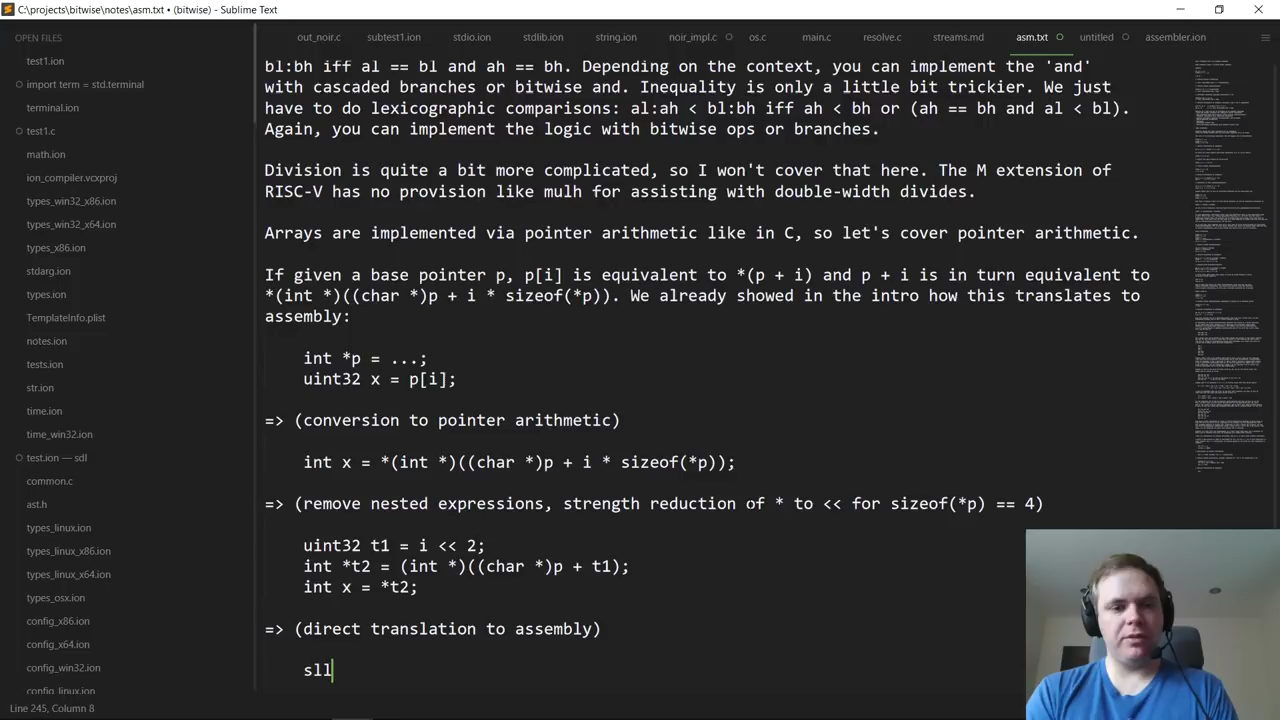 C:\projects\bitwise\notes\asm.txt • (bitwise) - Sublime Text
OPEN FILES
test1.ion
import term = std.terminal
terminal.ion
test1.c
math.ion
ion_compiler.vcxproj
types_win32_x86.ion
types_win32_x64.ion
types_x86.ion
stdarg.ion
types.ion
TemplateInfo.plist
notes.ion
tests.ion
str.ion
time.ion
time_win32.ion
test.ion — sdl
common.c
ast.h
types_linux.ion
types_linux_x86.ion
types_linux_x64.ion
types_osx.ion
config_x86.ion
config_x64.ion
config_win32.ion
config_linux.ion
out_noir.c subtest1.ion stdio.ion stdlib.ion string.ion noir_impl.c os.c main.c resolve.c streams.md asm.txt untitled assembler.ion
bl:bh iff al == bl and ah == bh. Depending on the context, you can implement the 'and'
with cascaded branches or bitwise and. Inequality is only a little bit trickier. We just
have to do lexicographic comparison: al:ah < bl:bh iff ah < bh or (ah == bh and al < bl).
Again, you can implement the logic with bitwise ops or branches.
Division is quite a bit more complicated, so I won't cover that here. The M extension of
RISC-V has no provision like mulh for assisting with double-width divides.
Arrays are implemented via pointer arithmetic like in C, so let's cover pointer arithmetic.
If given a base pointer p, p[i] is equivalent to *(p + i) and p + i is in turn equivalent to
*(int *)((char *)p + i * sizeof(*p)). We already showed in the intro how this translates to
assembly:
int *p = ...;
uint32 x = p[i];
=> (conversion to pointer arithmetic)
int x = *(int *)((char *)p + i * sizeof(*p));
=> (remove nested expressions, strength reduction of * to << for sizeof(*p) == 4)
uint32 t1 = i << 2;
int *t2 = (int *)((char *)p + t1);
int x = *t2;
=> (direct translation to assembly)
sll
Line 245, Column 8